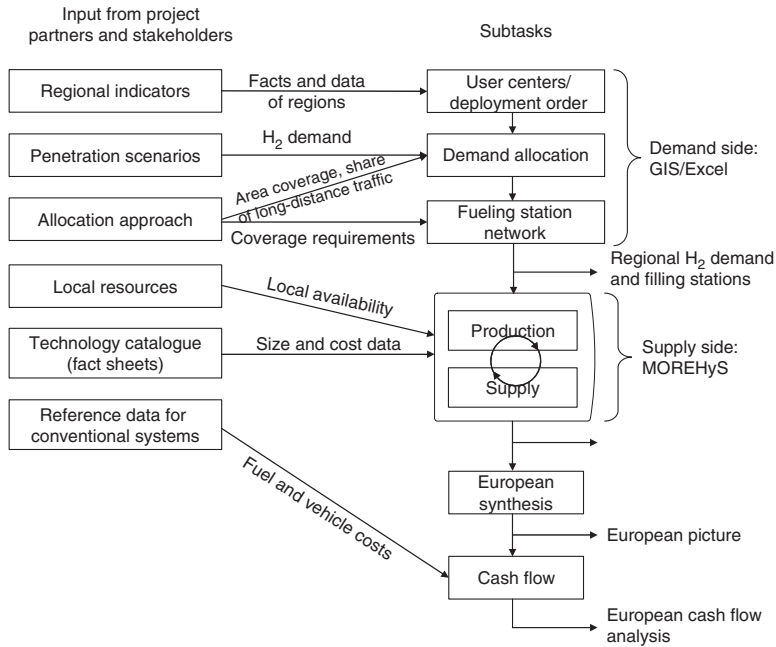 Input from project
partners and stakeholders
Subtasks
Regional indicators
Facts and data
of regions
User centers/
deployment order
Penetration scenarios
H₂ demand
Demand allocation
Demand side:
GIS/Excel
Area coverage, share
of long-distance traffic
Allocation approach
Coverage requirements
Fueling station
network
Regional H₂ demand
and filling stations
Local resources
Local availability
Production
Technology catalogue
(fact sheets)
Size and cost data
Supply
Supply side:
MOREHyS
Reference data for
conventional systems
Fuel and vehicle costs
European
synthesis
European picture
Cash flow
European cash flow
analysis